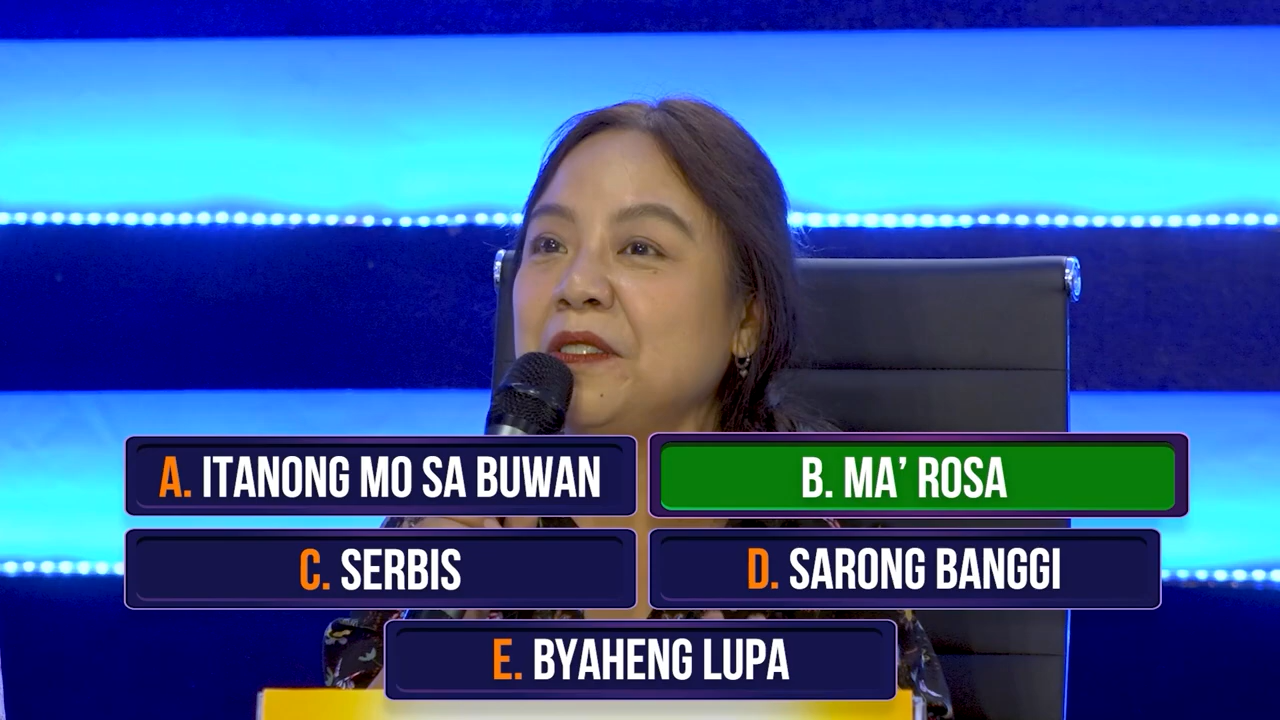 A. ITANONG MO SA BUWAN
B. MA’ ROSA
C. SERBIS
D. SARONG BANGGI
E. BYAHENG LUPA